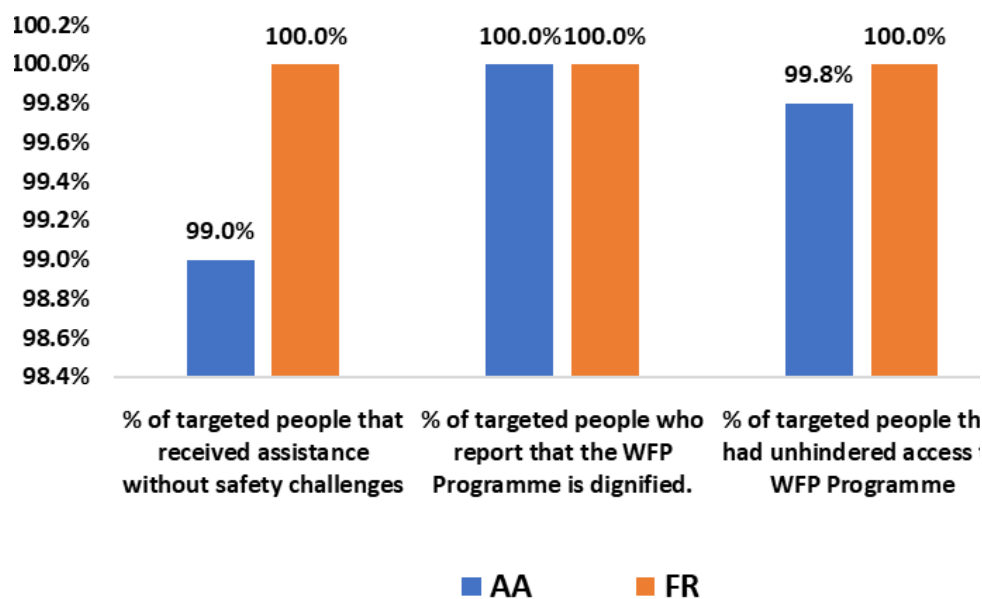 100.2%
100.0%
99.8%
99.6%
99.4%
99.2%
99.0%
98.8%
98.6%
98.4%
99.0%
100.0%
100.0% 100.0%
99.8%
100.0%
% of targeted people that
received assistance
without safety challenges
% of targeted people who
report that the WFP
Programme is dignified.
% of targeted people th
had unhindered access
WFP Programme
AA
FR